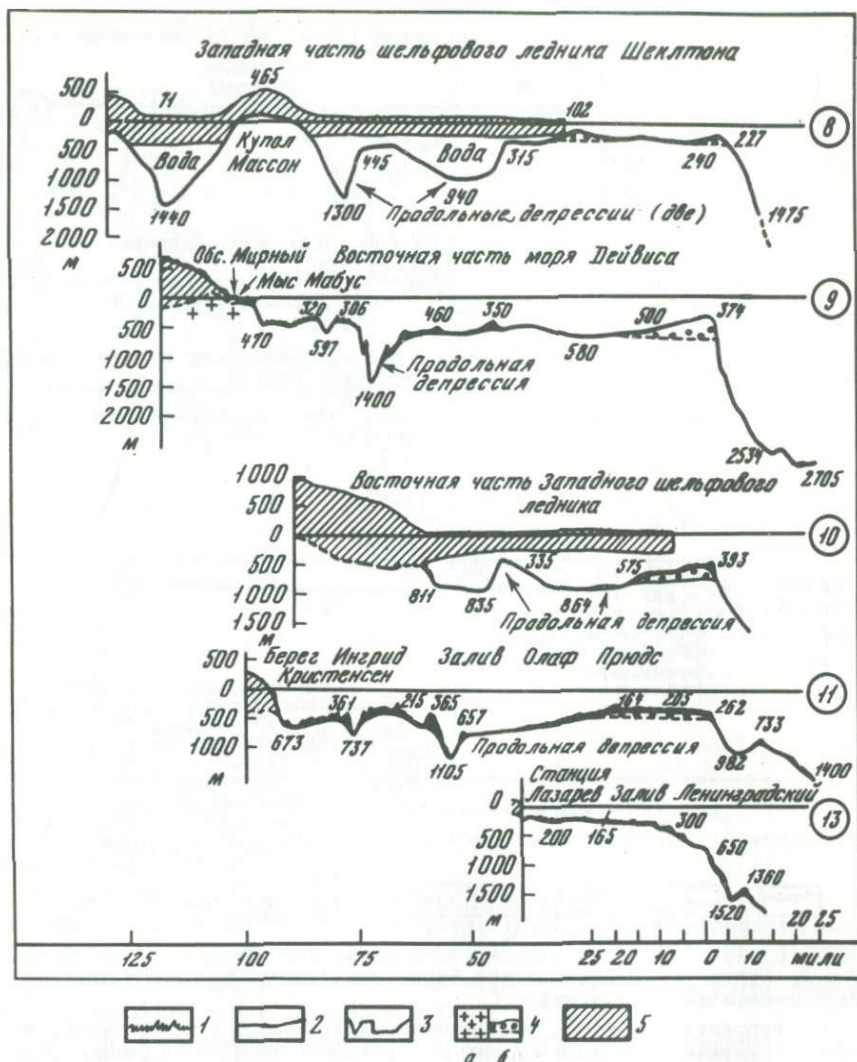 Западная часть шельфового ледника Шеклтона
500
0
500
1000
1500
2000
м
71
465
102
8
Вода
Купол
Массон
445
Вода
315
240
227
1440
1300
940
Продольные депрессии (две)
1475
Обс. Мирный
Восточная часть моря Дейвиса
Мыс Мабус
500
0
500
1000
1500
2000
м
9
470
320
597
306
460
350
500
374
580
1400
Продольная
депрессия
2534
2705
Восточная часть Западного шельфового
ледника
1000
500
0
500
1000
1500
м
10
811
835
335
864
575
393
Продольная депрессия
Берег Ингрид
Кристенсен
Залив Олаф Прюдс
500
0
500
1000
м
11
673
361
737
215
365
657
1105
164
203
262
733
982
1400
Продольная депрессия
Станция
Лазарев Залив Ленинградский
0
500
1000
1500
м
13
200
165
300
650
1360
1520
20 25
125 100 75 50 25 20 10 0 10 мили
1 2 3 4 5
а б